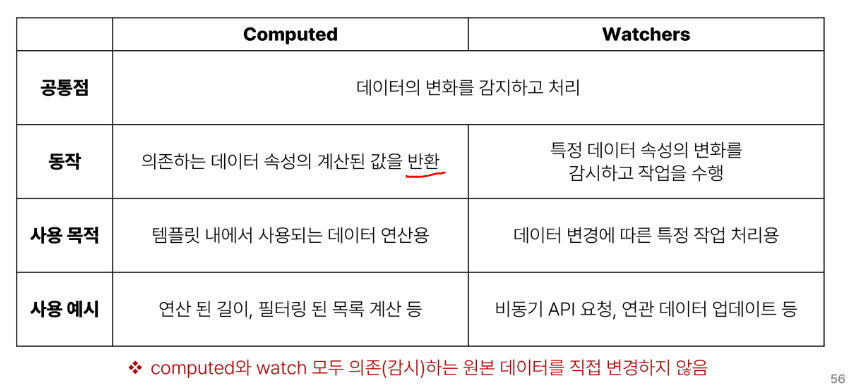 Computed Watchers
공통점 데이터의 변화를 감지하고 처리
동작 의존하는 데이터 속성의 계산된 값을 반환 특정 데이터 속성의 변화를
감시하고 작업을 수행
사용 목적 템플릿 내에서 사용되는 데이터 연산용 데이터 변경에 따른 특정 작업 처리용
사용 예시 연산 된 길이, 필터링 된 목록 계산 등 비동기 API 요청, 연관 데이터 업데이트 등
❖ computed와 watch 모두 의존(감시)하는 원본 데이터를 직접 변경하지 않음
56